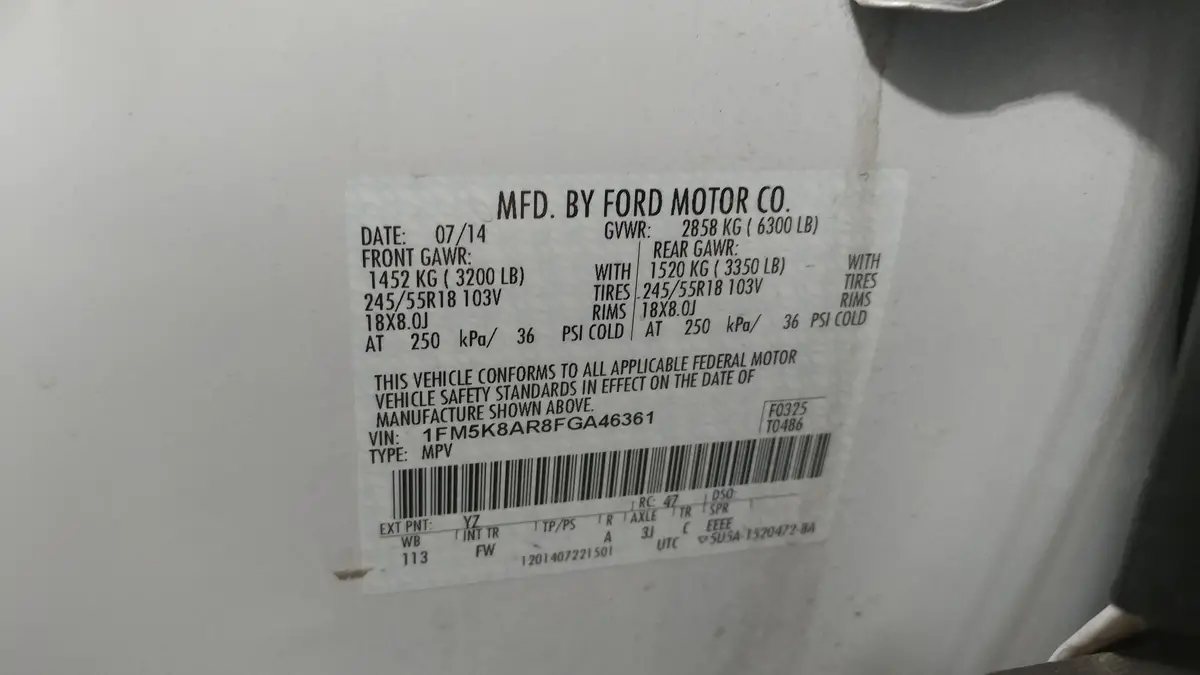 MFD. BY FORD MOTOR CO.
DATE: 07/14 GVWR: 2858 KG ( 6300 LB)
FRONT GAWR: REAR GAWR:
1452 KG ( 3200 LB) WITH 1520 KG ( 3350 LB) WITH
245/55R18 103V TIRES 245/55R18 103V TIRES
18X8.0J RIMS 18X8.0J RIMS
AT 250 kPa/ 36 PSI COLD AT 250 kPa/ 36 PSI COLD
THIS VEHICLE CONFORMS TO ALL APPLICABLE FEDERAL MOTOR
VEHICLE SAFETY STANDARDS IN EFFECT ON THE DATE OF
MANUFACTURE SHOWN ABOVE.
VIN: 1FM5K8AR8FGA46361 F0325
TYPE: MPV T0486
EXT PNT: YZ RC: 47 DSO:
WB INT TR TP/PS R AXLE TR SPR
113 FW A 3J C EEEE
1201407221501 UTC 5U5A-1520472-BA